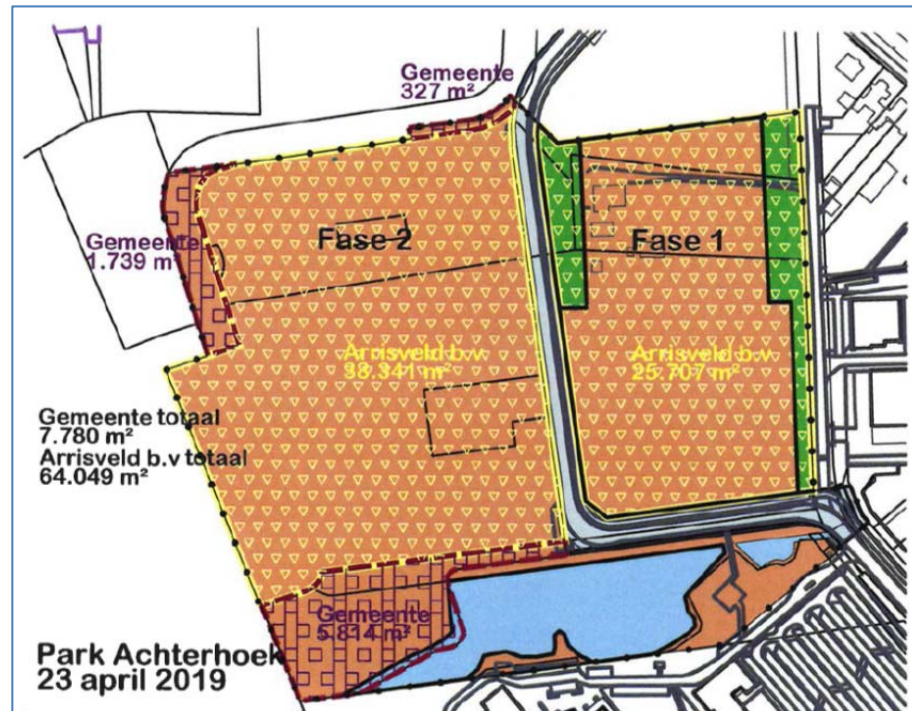 Gemeente
327 m²
Gemeente
1.739 m²
Fase 2
Fase 1
Arrisveld b.v
38.341 m²
Arrisveld b.v
25.707 m²
Gemeente totaal
7.780 m²
Arrisveld b.v totaal
64.049 m²
Gemeente
5.814 m²
Park Achterhoek
23 april 2019